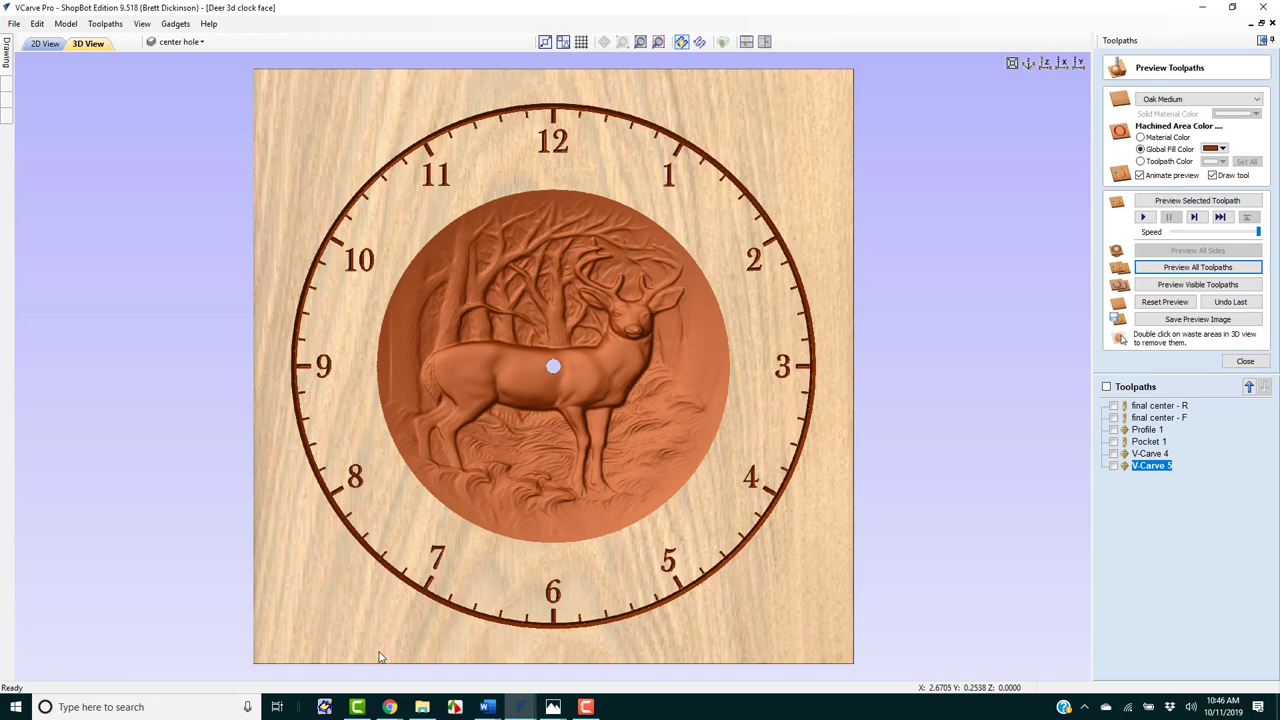 VCarve Pro - ShopBot Edition 9.518 {Brett Dickinson} - [Deer 3d clock face]
File Edit Model Toolpaths View Gadgets Help
2D View 3D View center hole
Drawing
Toolpaths
Preview Toolpaths
Oak Medium
Solid Material Color
Machined Area Color ....
Material Color
Global Fill Color
Toolpath Color Set All
Animate preview Draw tool
Preview Selected Toolpath
Speed
Preview All Sides
Preview All Toolpaths
Preview Visible Toolpaths
Reset Preview Undo Last
Save Preview Image
Double click on waste areas in 3D view
to remove them.
Close
Toolpaths
final center - R
final center - F
Profile 1
Pocket 1
V-Carve 4
V-Carve 5
12
11 1
10 2
9 3
8 4
7 5
6
Ready X: 2.6705 Y: 0.2538 Z: 0.0000
Type here to search
10:46 AM
10/11/2019